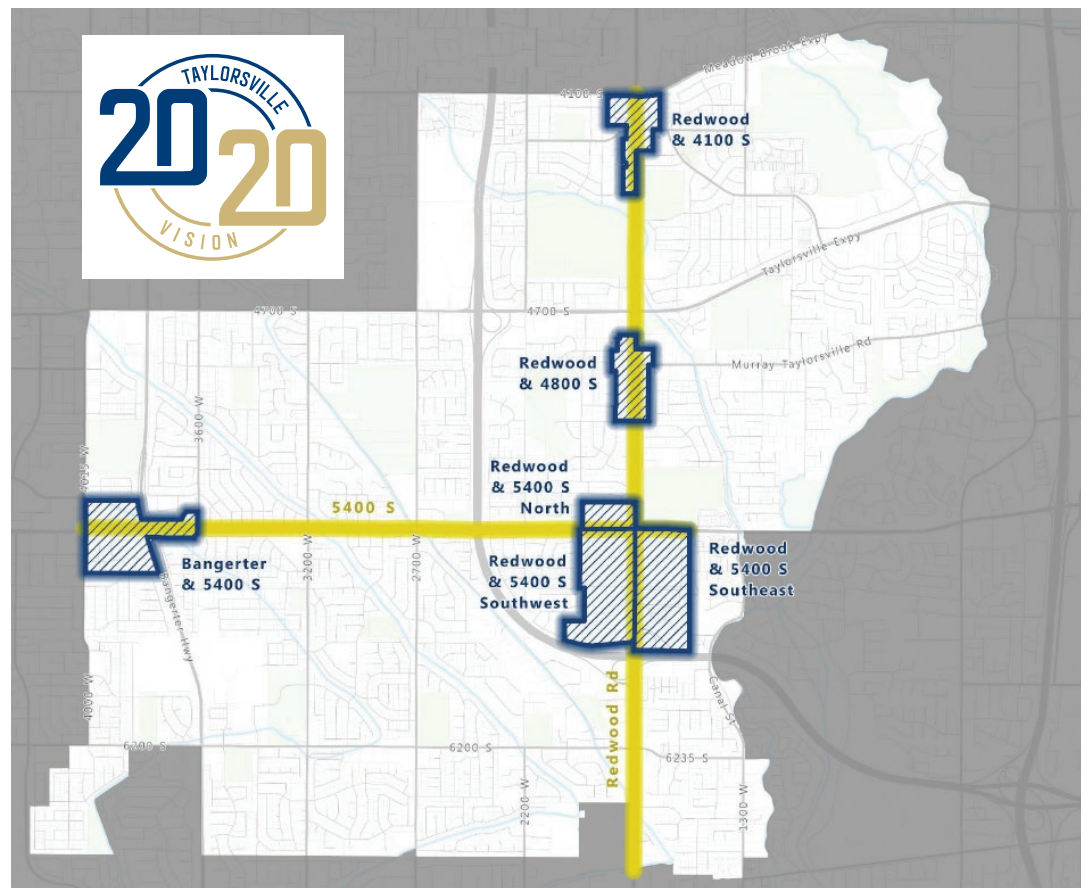 TAYLORSVILLE
20
20
VISION
Meadow Brook Expy
4100 S
Redwood
& 4100 S
Taylorsville Expy
4700 S
4700 S
Murray Taylorsville Rd
Redwood
& 4800 S
3600 W
4015 W
Redwood
& 5400 S
North
5400 S
Redwood
& 5400 S
Southwest
Redwood
& 5400 S
Southeast
Bangerter
& 5400 S
3200 W
2700 W
Bangerter Hwy
Redwood Rd
Canal St
4000 W
6200 S
6200 S
6235 S
2200 W
1300 W